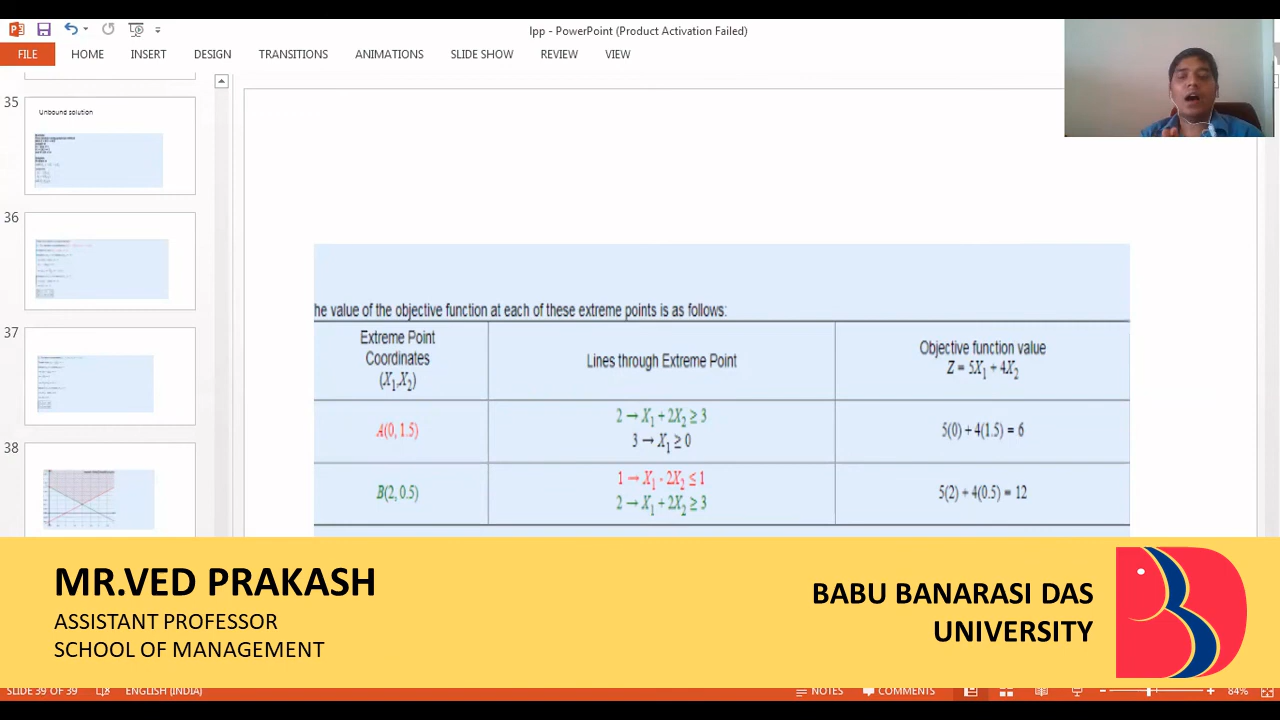 lpp - PowerPoint (Product Activation Failed)
FILE HOME INSERT DESIGN TRANSITIONS ANIMATIONS SLIDE SHOW REVIEW VIEW
35
Unbound solution
36
37
38
he value of the objective function at each of these extreme points is as follows:
Extreme Point
Coordinates
(X1,X2)
Lines through Extreme Point
Objective function value
Z = 5X1 + 4X2
A(0, 1.5)
2 → X1 + 2X2 ≥ 3
3 → X1 ≥ 0
5(0) + 4(1.5) = 6
B(2, 0.5)
1 → X1 - 2X2 ≤ 1
2 → X1 + 2X2 ≥ 3
5(2) + 4(0.5) = 12
MR.VED PRAKASH
ASSISTANT PROFESSOR
SCHOOL OF MANAGEMENT
BABU BANARASI DAS
UNIVERSITY
SLIDE 39 OF 39 ENGLISH (INDIA) NOTES COMMENTS 84%